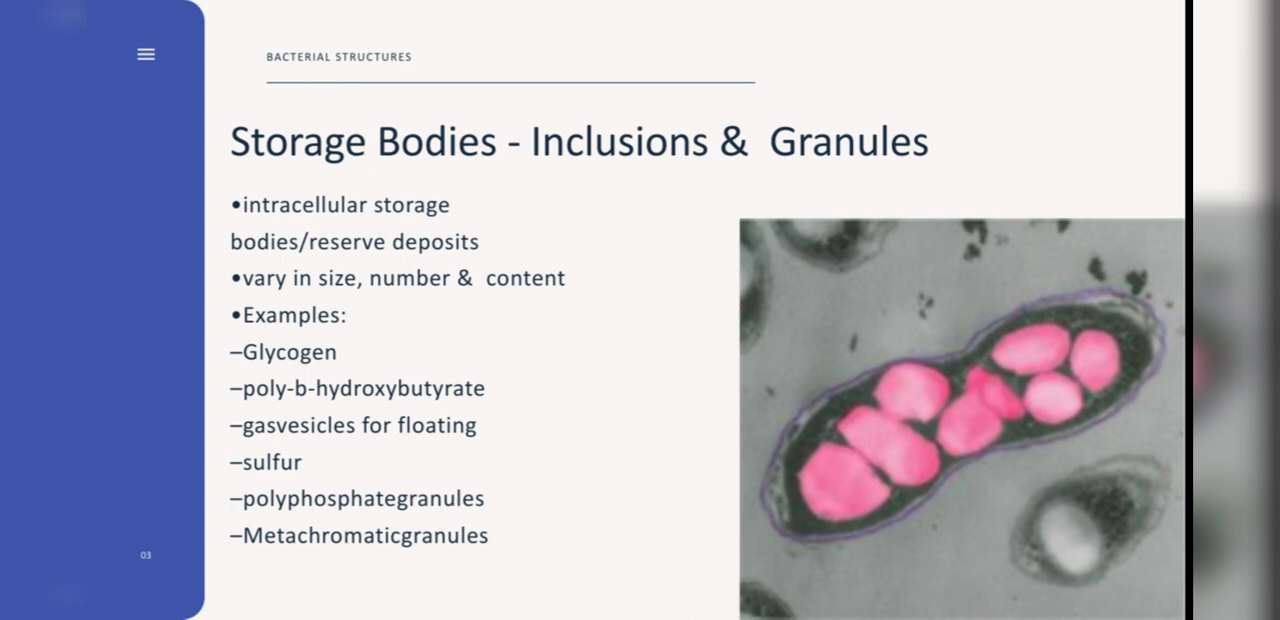 BACTERIAL STRUCTURES
Storage Bodies - Inclusions & Granules
•intracellular storage
bodies/reserve deposits
•vary in size, number & content
•Examples:
–Glycogen
–poly-b-hydroxybutyrate
–gasvesicles for floating
–sulfur
–polyphosphategranules
–Metachromaticgranules
03